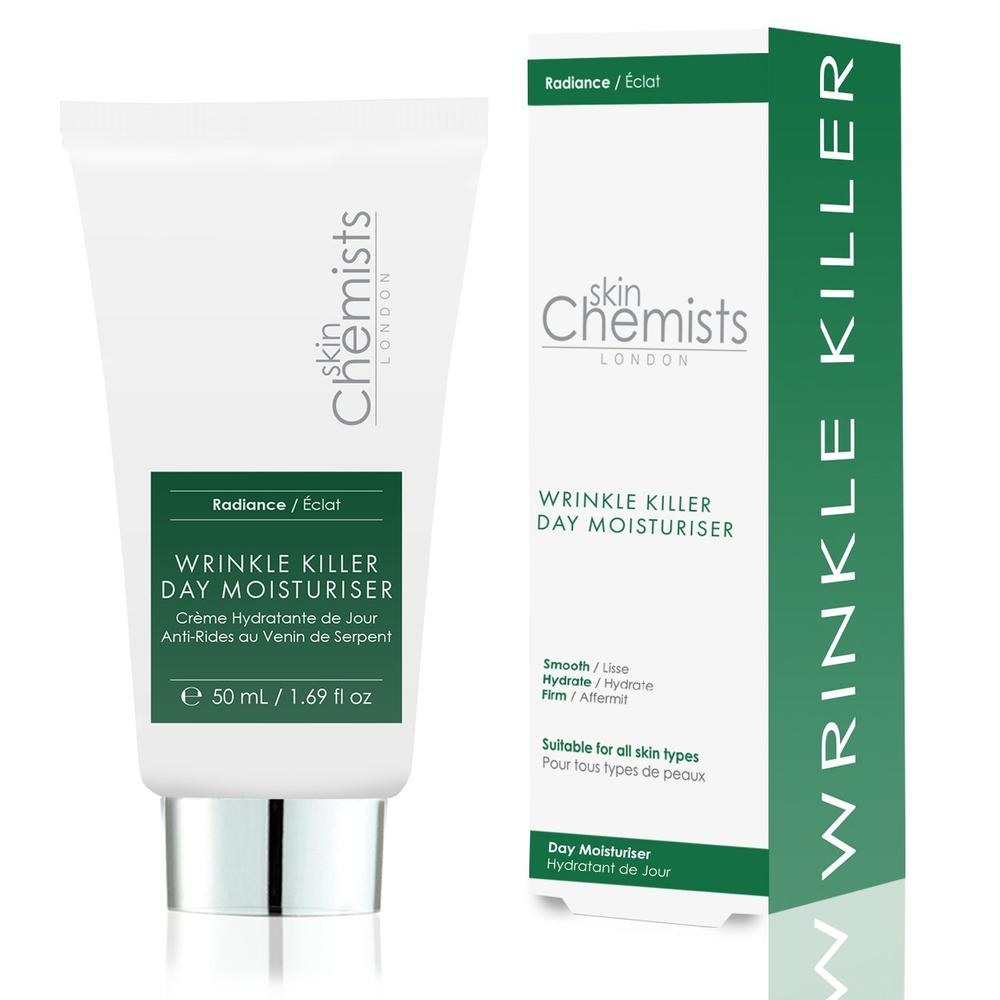 skin
Chemists
LONDON
Radiance / Éclat
WRINKLE KILLER
DAY MOISTURISER
Crème Hydratante de Jour
Anti-Rides au Venin de Serpent
℮ 50 mL / 1.69 fl oz
Radiance / Éclat
skin
Chemists
LONDON
WRINKLE KILLER
DAY MOISTURISER
Smooth / Lisse
Hydrate / Hydrate
Firm / Affermit
Suitable for all skin types
Pour tous types de peaux
Day Moisturiser
Hydratant de Jour
WRINKLE KILLER